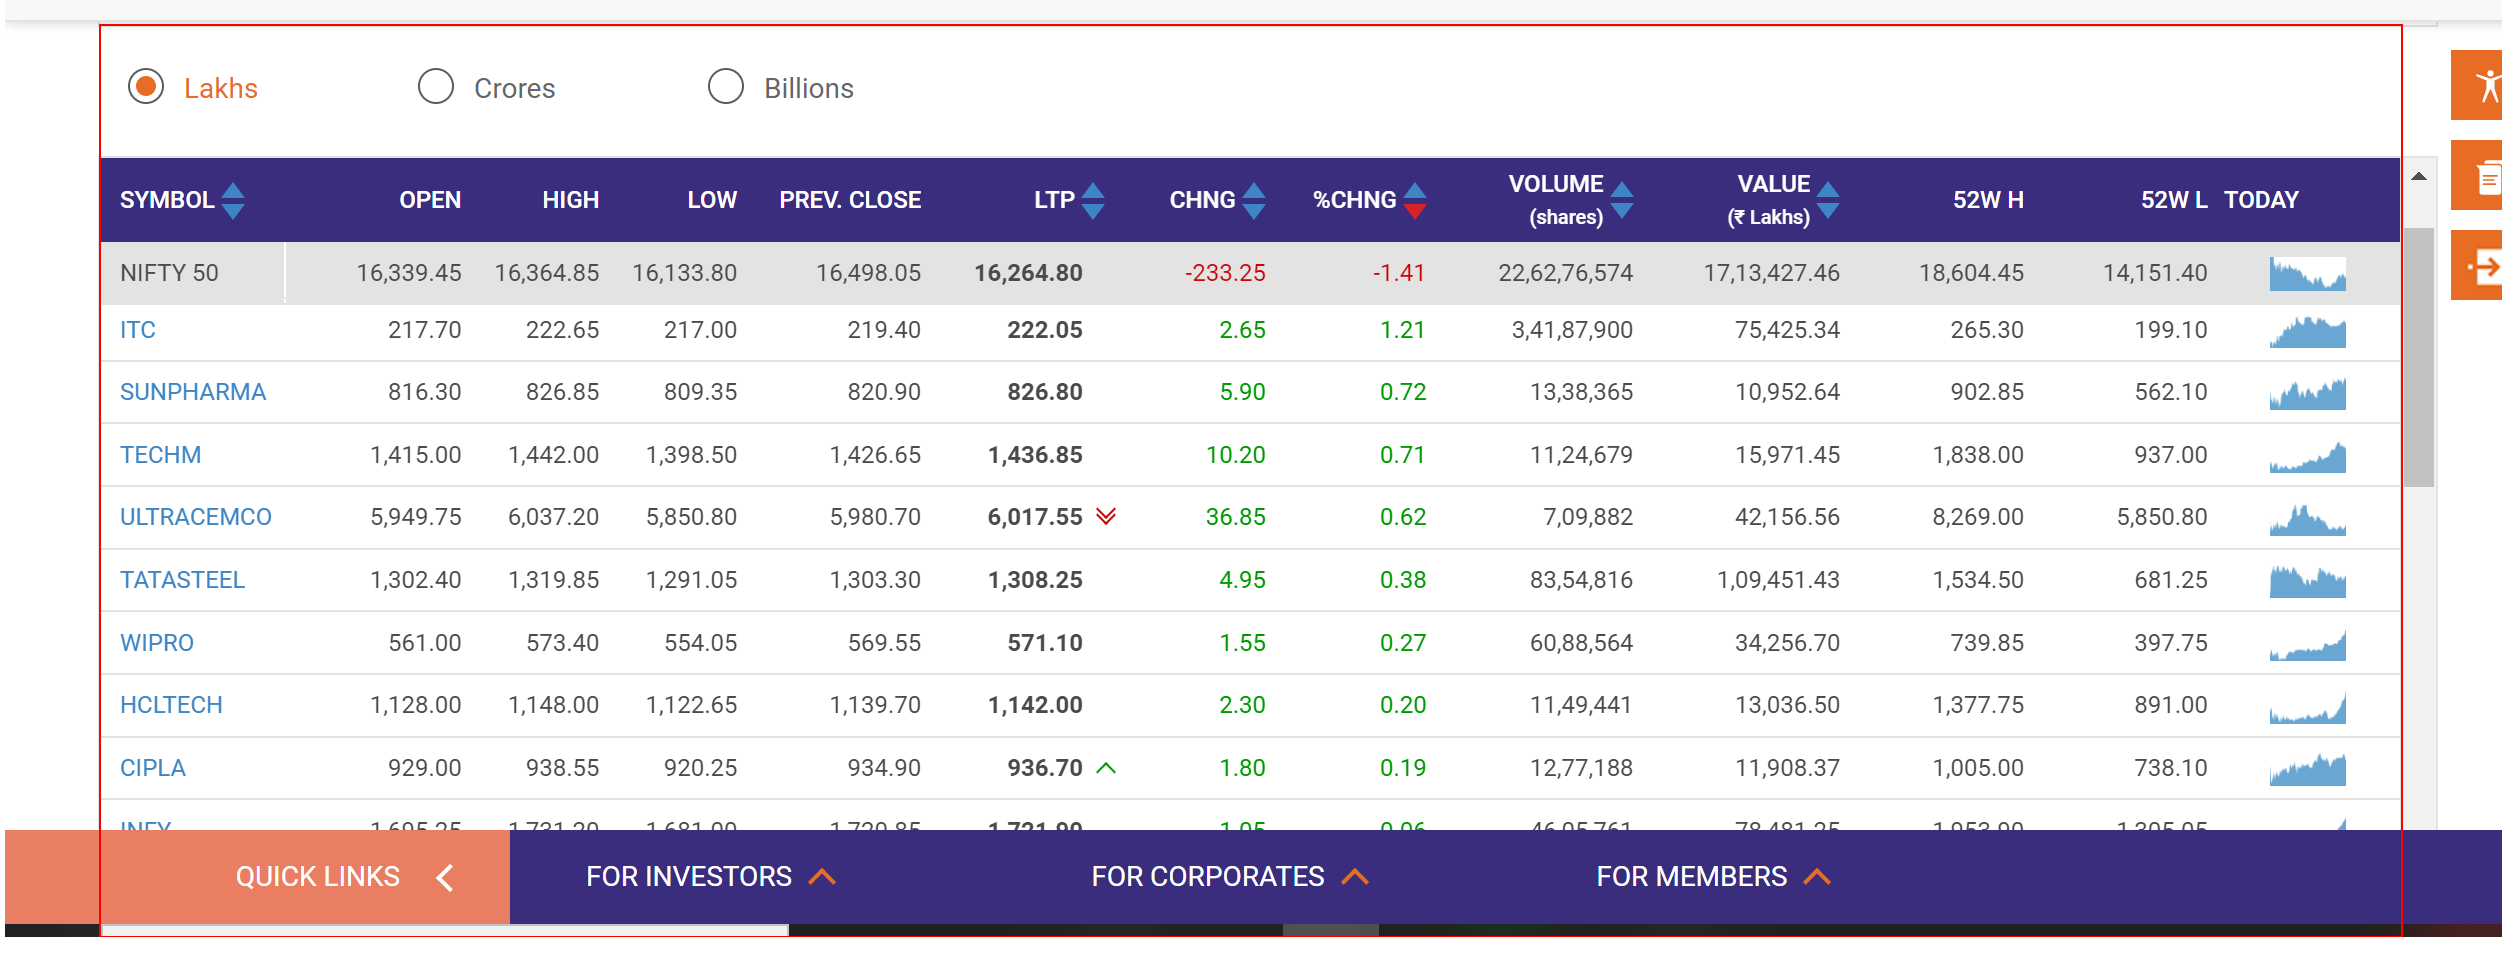 Lakhs Crores Billions
SYMBOL OPEN HIGH LOW PREV. CLOSE LTP CHNG %CHNG VOLUME (shares) VALUE (₹ Lakhs) 52W H 52W L TODAY
NIFTY 50 16,339.45 16,364.85 16,133.80 16,498.05 16,264.80 -233.25 -1.41 22,62,76,574 17,13,427.46 18,604.45 14,151.40
ITC 217.70 222.65 217.00 219.40 222.05 2.65 1.21 3,41,87,900 75,425.34 265.30 199.10
SUNPHARMA 816.30 826.85 809.35 820.90 826.80 5.90 0.72 13,38,365 10,952.64 902.85 562.10
TECHM 1,415.00 1,442.00 1,398.50 1,426.65 1,436.85 10.20 0.71 11,24,679 15,971.45 1,838.00 937.00
ULTRACEMCO 5,949.75 6,037.20 5,850.80 5,980.70 6,017.55 36.85 0.62 7,09,882 42,156.56 8,269.00 5,850.80
TATASTEEL 1,302.40 1,319.85 1,291.05 1,303.30 1,308.25 4.95 0.38 83,54,816 1,09,451.43 1,534.50 681.25
WIPRO 561.00 573.40 554.05 569.55 571.10 1.55 0.27 60,88,564 34,256.70 739.85 397.75
HCLTECH 1,128.00 1,148.00 1,122.65 1,139.70 1,142.00 2.30 0.20 11,49,441 13,036.50 1,377.75 891.00
CIPLA 929.00 938.55 920.25 934.90 936.70 1.80 0.19 12,77,188 11,908.37 1,005.00 738.10
QUICK LINKS FOR INVESTORS FOR CORPORATES FOR MEMBERS